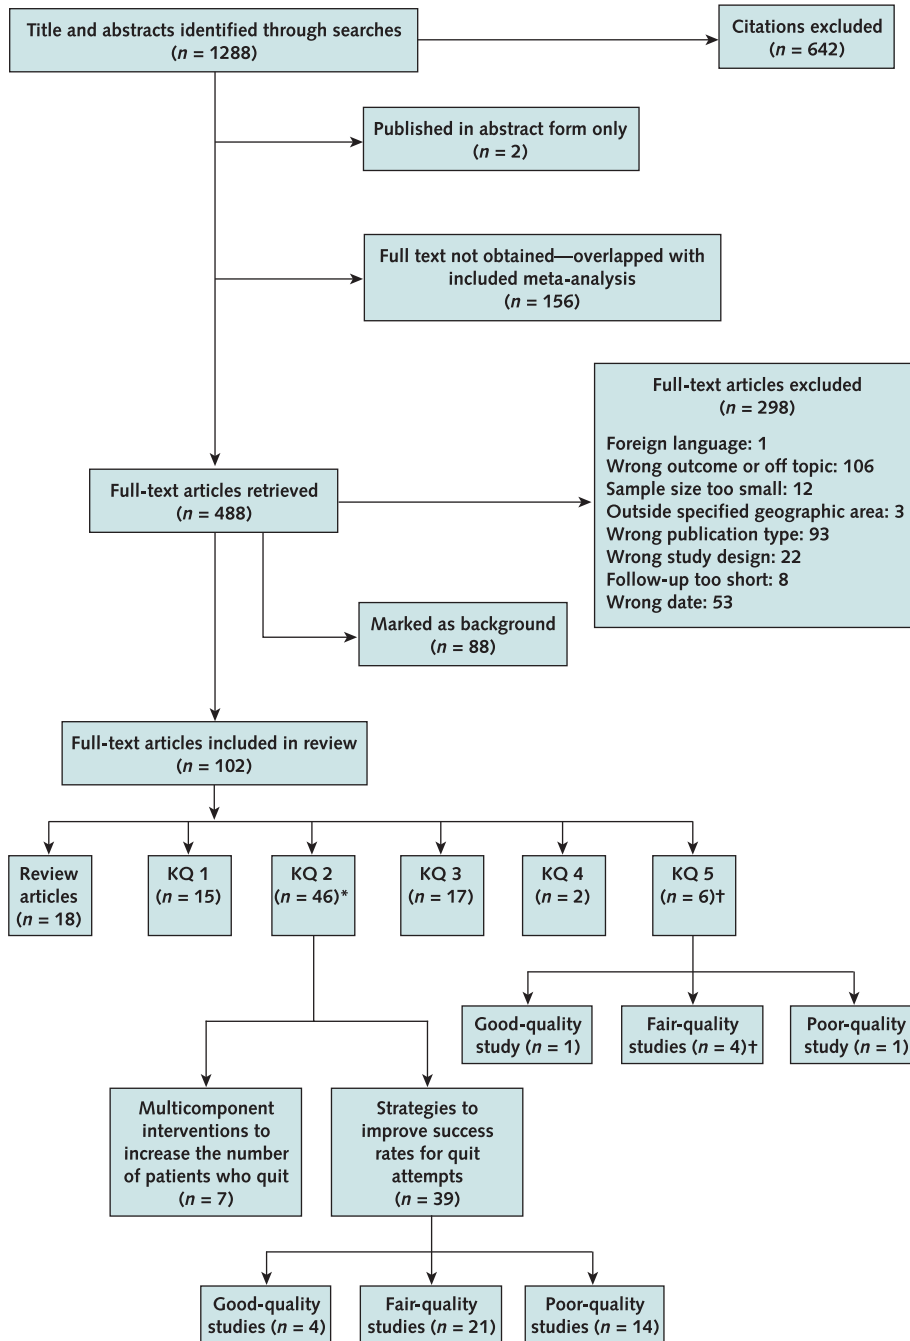 Title and abstracts identified through searches
(n = 1288)
Citations excluded
(n = 642)
Published in abstract form only
(n = 2)
Full text not obtained—overlapped with
included meta-analysis
(n = 156)
Full-text articles excluded
(n = 298)
Foreign language: 1
Wrong outcome or off topic: 106
Sample size too small: 12
Outside specified geographic area: 3
Wrong publication type: 93
Wrong study design: 22
Follow-up too short: 8
Wrong date: 53
Full-text articles retrieved
(n = 488)
Marked as background
(n = 88)
Full-text articles included in review
(n = 102)
Review
articles
(n = 18)
KQ 1
(n = 15)
KQ 2
(n = 46)*
KQ 3
(n = 17)
KQ 4
(n = 2)
KQ 5
(n = 6)†
Good-quality
study (n = 1)
Fair-quality
studies (n = 4)†
Poor-quality
study (n = 1)
Multicomponent
interventions to
increase the number
of patients who quit
(n = 7)
Strategies to
improve success
rates for quit
attempts
(n = 39)
Good-quality
studies (n = 4)
Fair-quality
studies (n = 21)
Poor-quality
studies (n = 14)